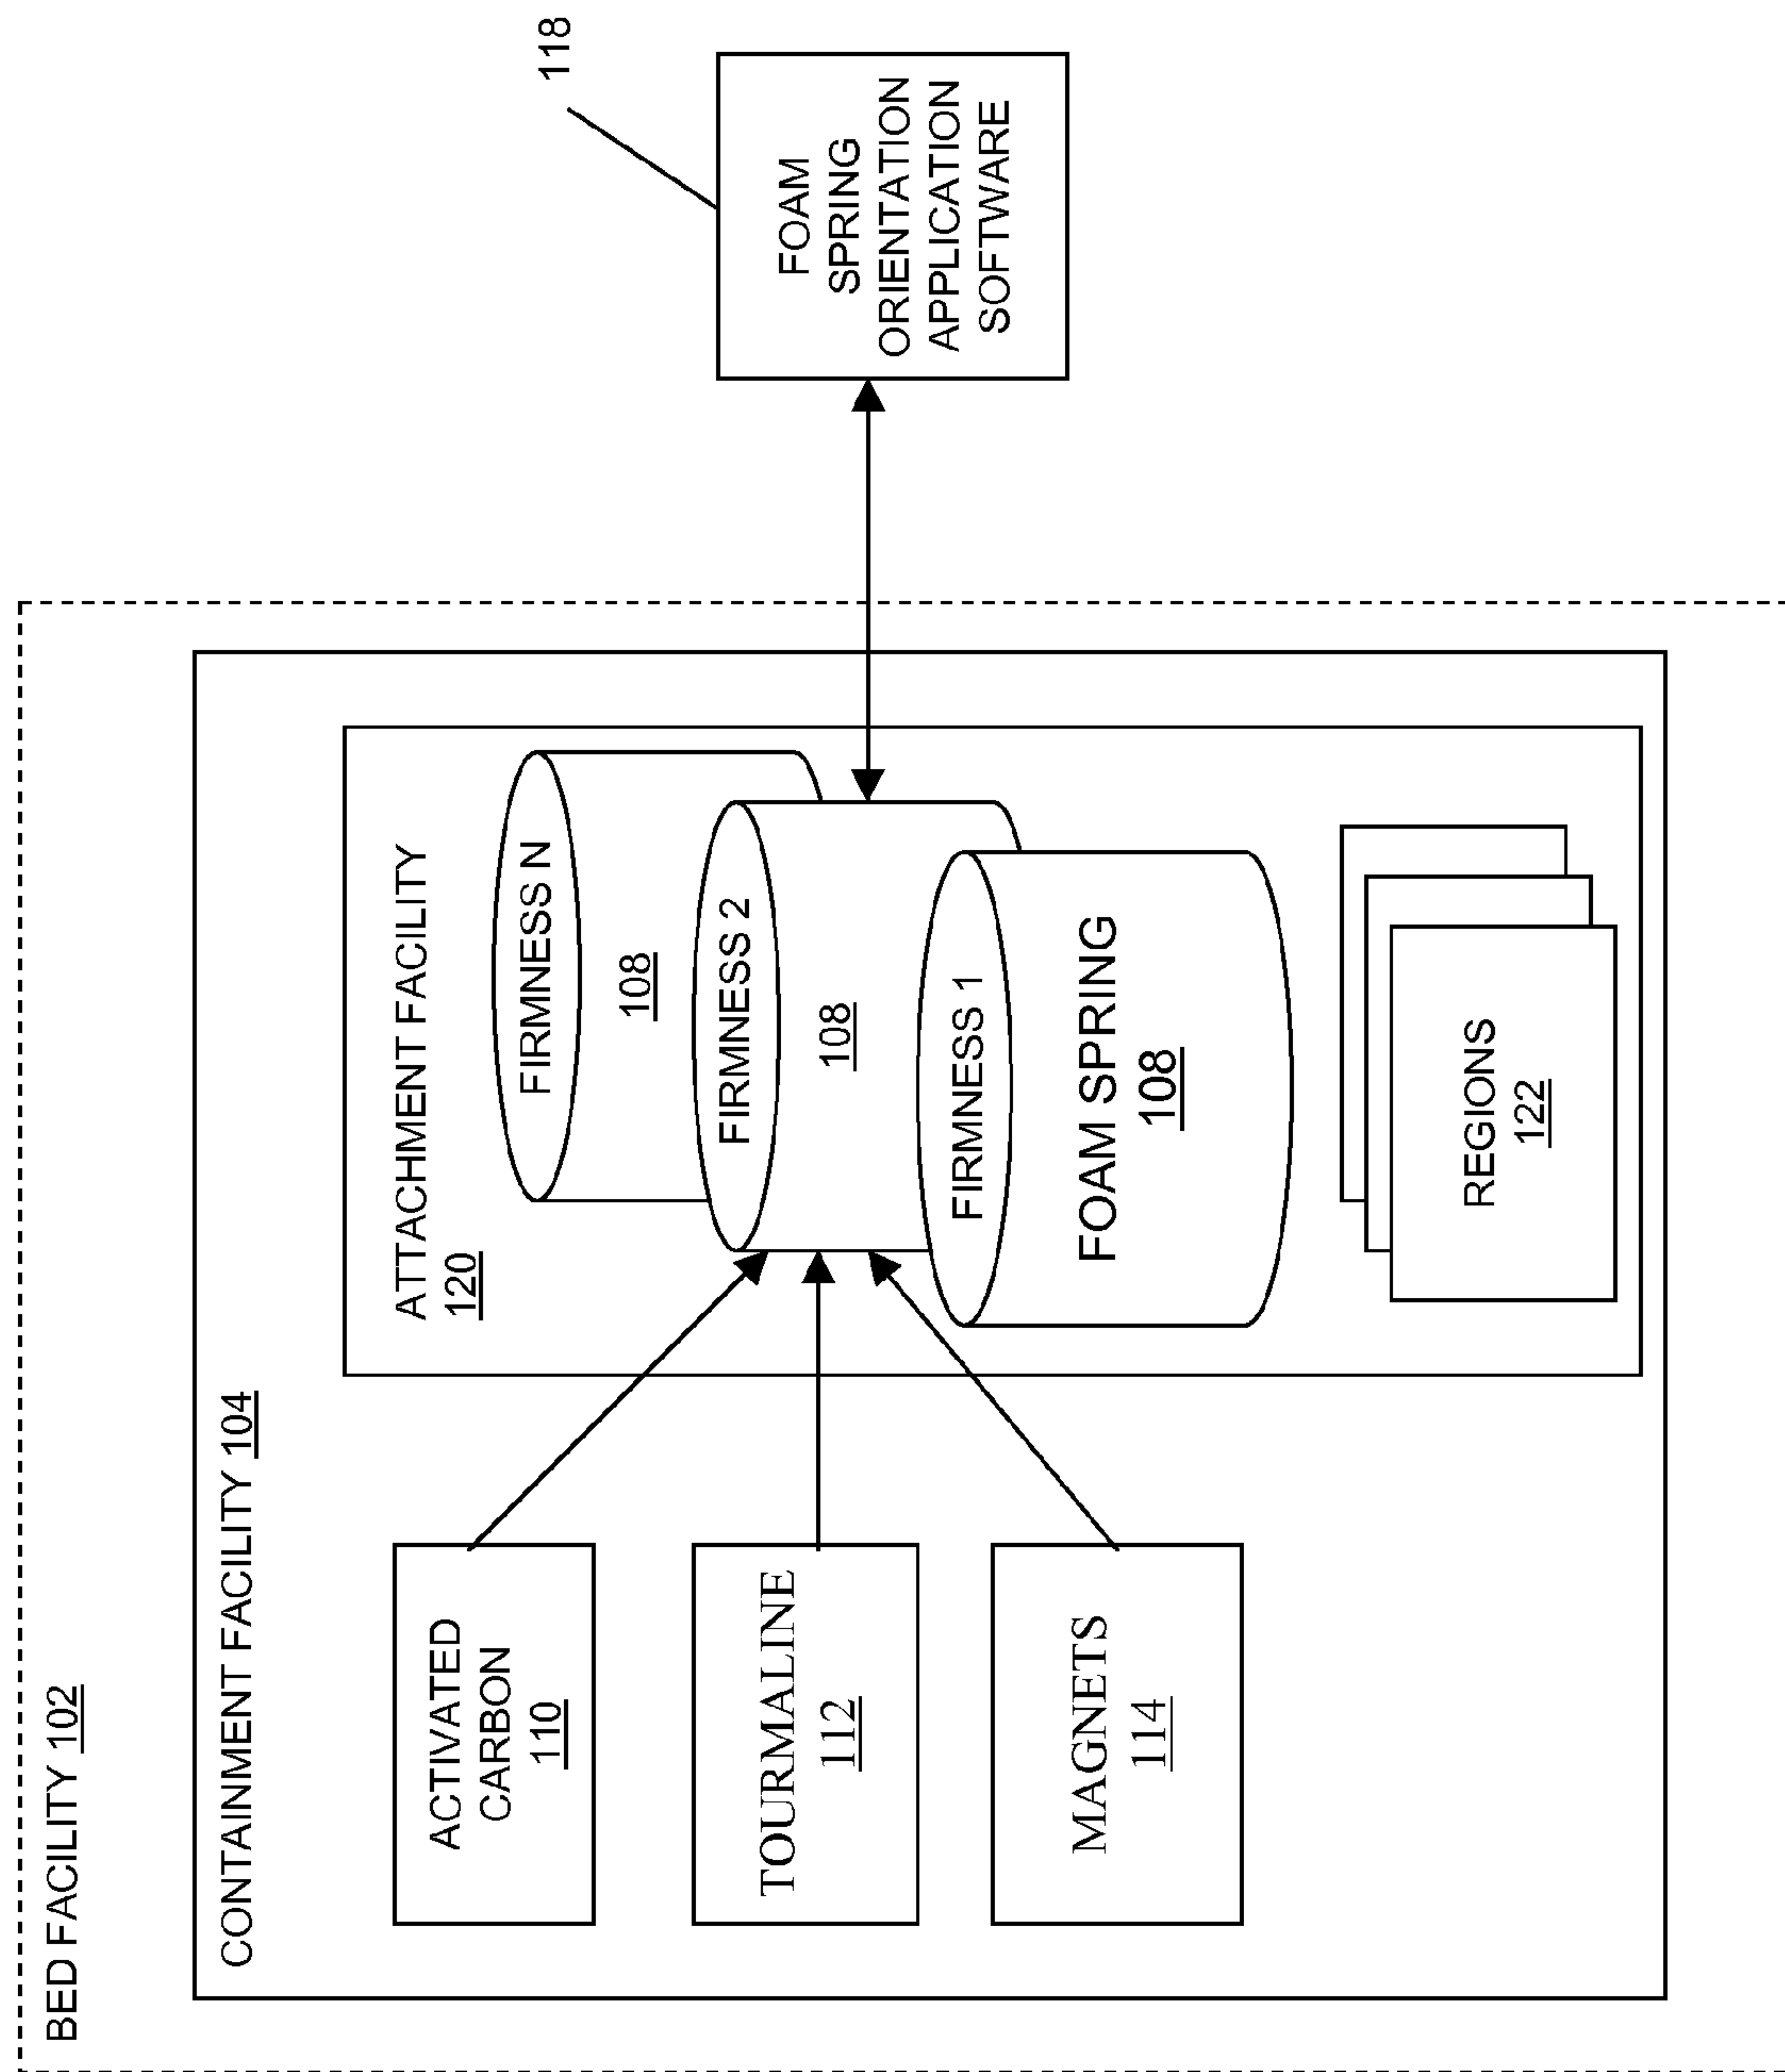 BED FACILITY 102
CONTAINMENT FACILITY 104
ACTIVATED
CARBON
110
TOURMALINE
112
MAGNETS
114
ATTACHMENT FACILITY
120
FIRMNESS N
108
FIRMNESS 2
108
FIRMNESS 1
FOAM SPRING
108
REGIONS
122
118
FOAM
SPRING
ORIENTATION
APPLICATION
SOFTWARE